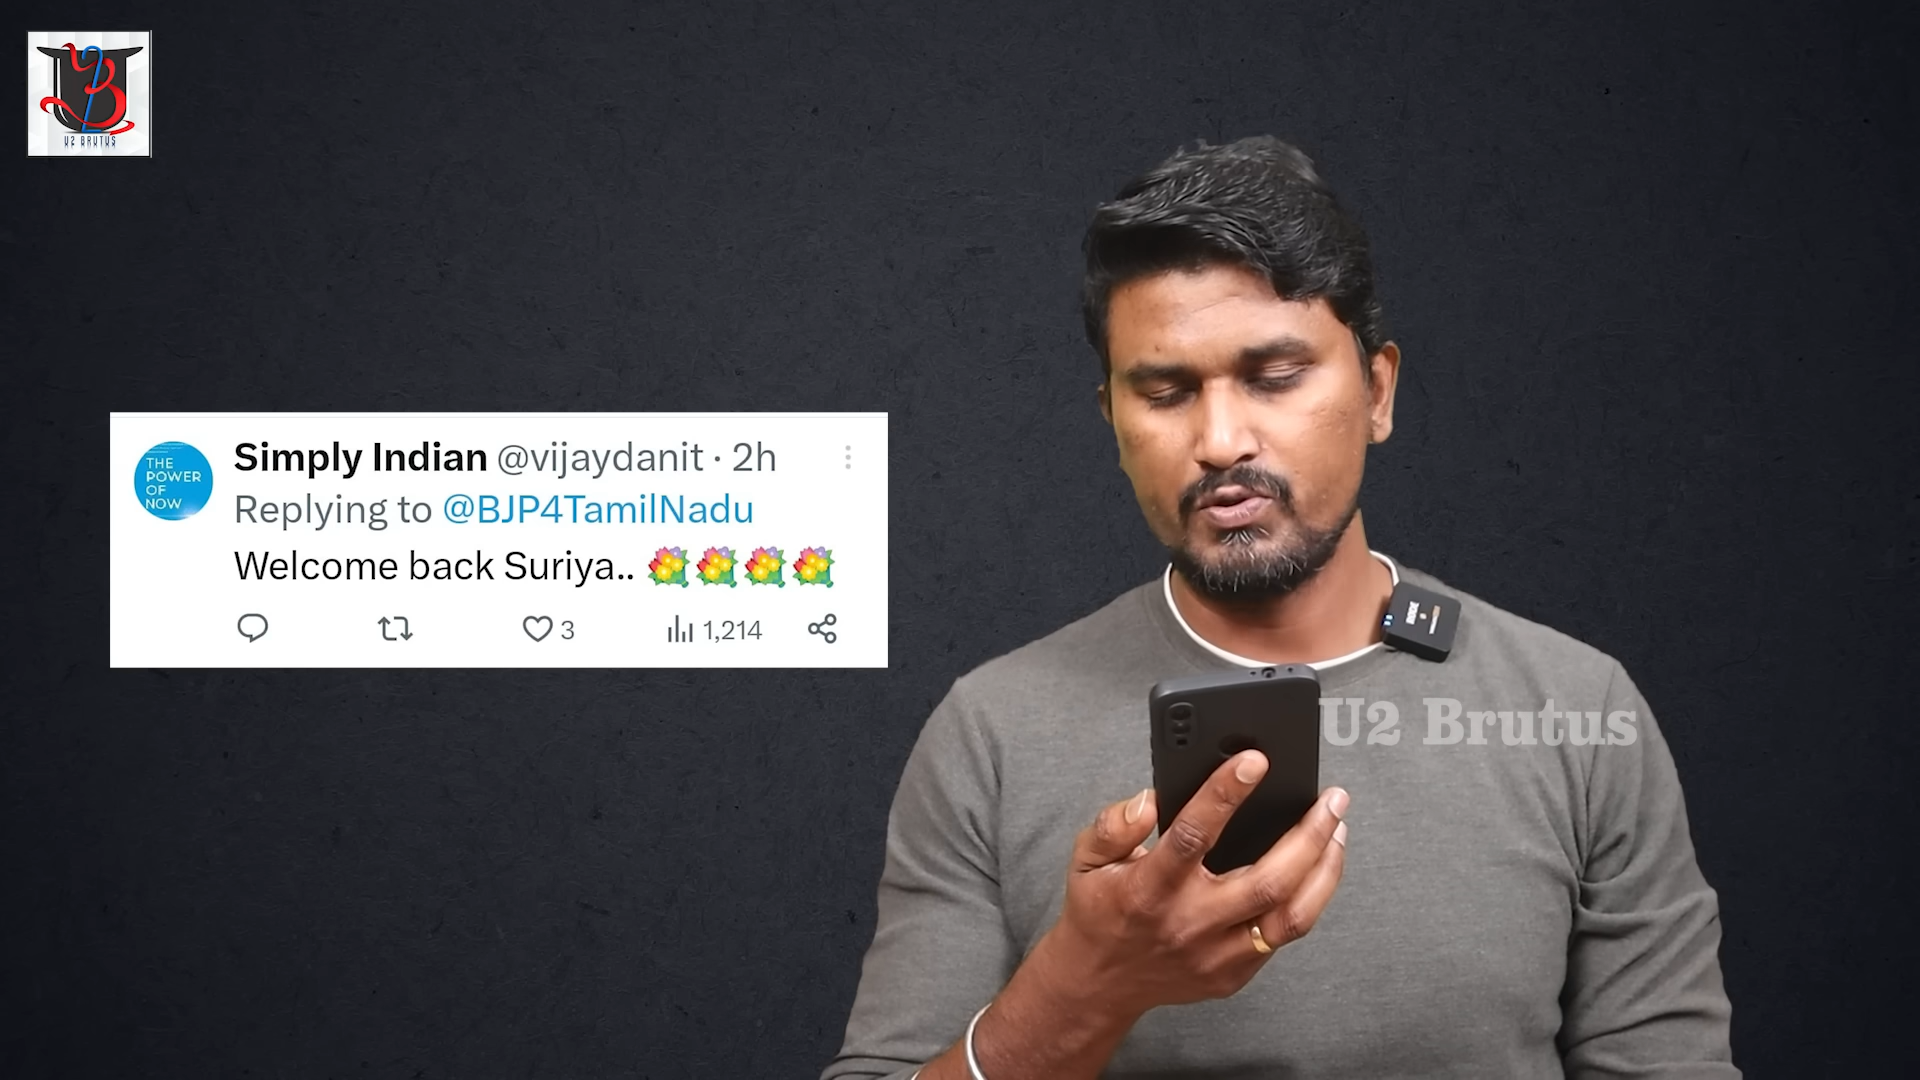 U2 BRUTUS
THE
POWER
OF
NOW
Simply Indian @vijaydanit · 2h
Replying to @BJP4TamilNadu
Welcome back Suriya.. 💐💐💐💐
3
1,214
U2 Brutus
RODE